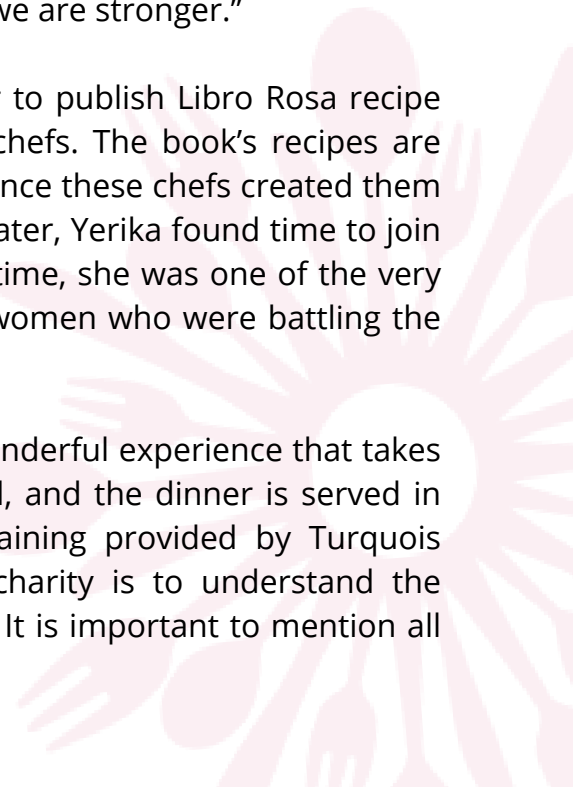 we are stronger.”
to publish Libro Rosa recipe
chefs. The book’s recipes are
nce these chefs created them
ater, Yerika found time to join
time, she was one of the very
women who were battling the
nderful experience that takes
, and the dinner is served in
aining provided by Turquois
charity is to understand the
It is important to mention all